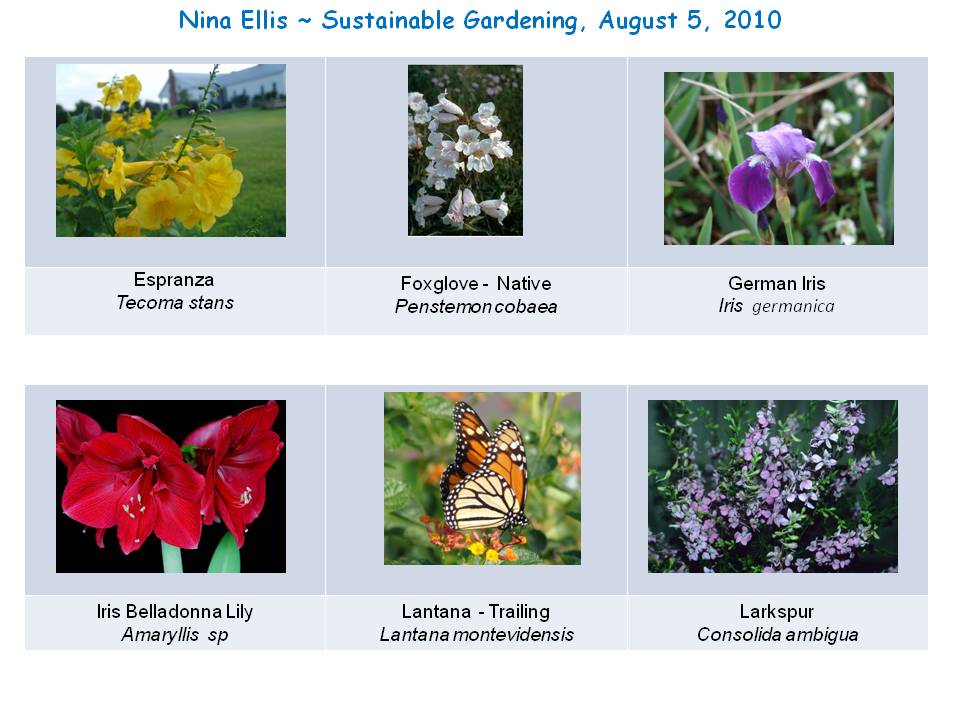 Nina Ellis ~ Sustainable Gardening, August 5, 2010
Espranza
Tecoma stans
Foxglove - Native
Penstemon cobaea
German Iris
Iris germanica
Iris Belladonna Lily
Amaryllis sp
Lantana - Trailing
Lantana montevidensis
Larkspur
Consolida ambigua